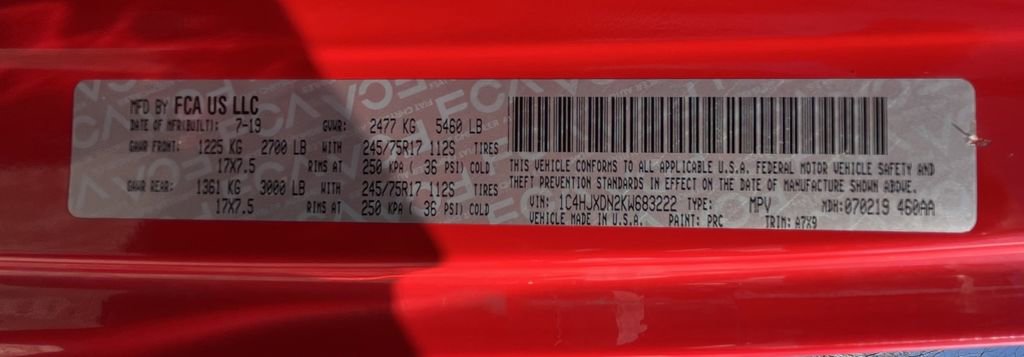 MFD BY FCA US LLC
DATE OF MFR(BUILT): 7-19 GVWR: 2477 KG 5460 LB
GAWR FRONT: 1225 KG 2700 LB WITH 245/75R17 112S TIRES
17X7.5 RIMS AT 250 KPA ( 36 PSI) COLD
GAWR REAR: 1361 KG 3000 LB WITH 245/75R17 112S TIRES
17X7.5 RIMS AT 250 KPA ( 36 PSI) COLD
THIS VEHICLE CONFORMS TO ALL APPLICABLE U.S.A. FEDERAL MOTOR VEHICLE SAFETY AND
THEFT PREVENTION STANDARDS IN EFFECT ON THE DATE OF MANUFACTURE SHOWN ABOVE.
VIN: 1C4HJXDN2KW683222 TYPE: MPV MDH: 070219 460AA
VEHICLE MADE IN U.S.A. PAINT: PRC TRIM: A7X9